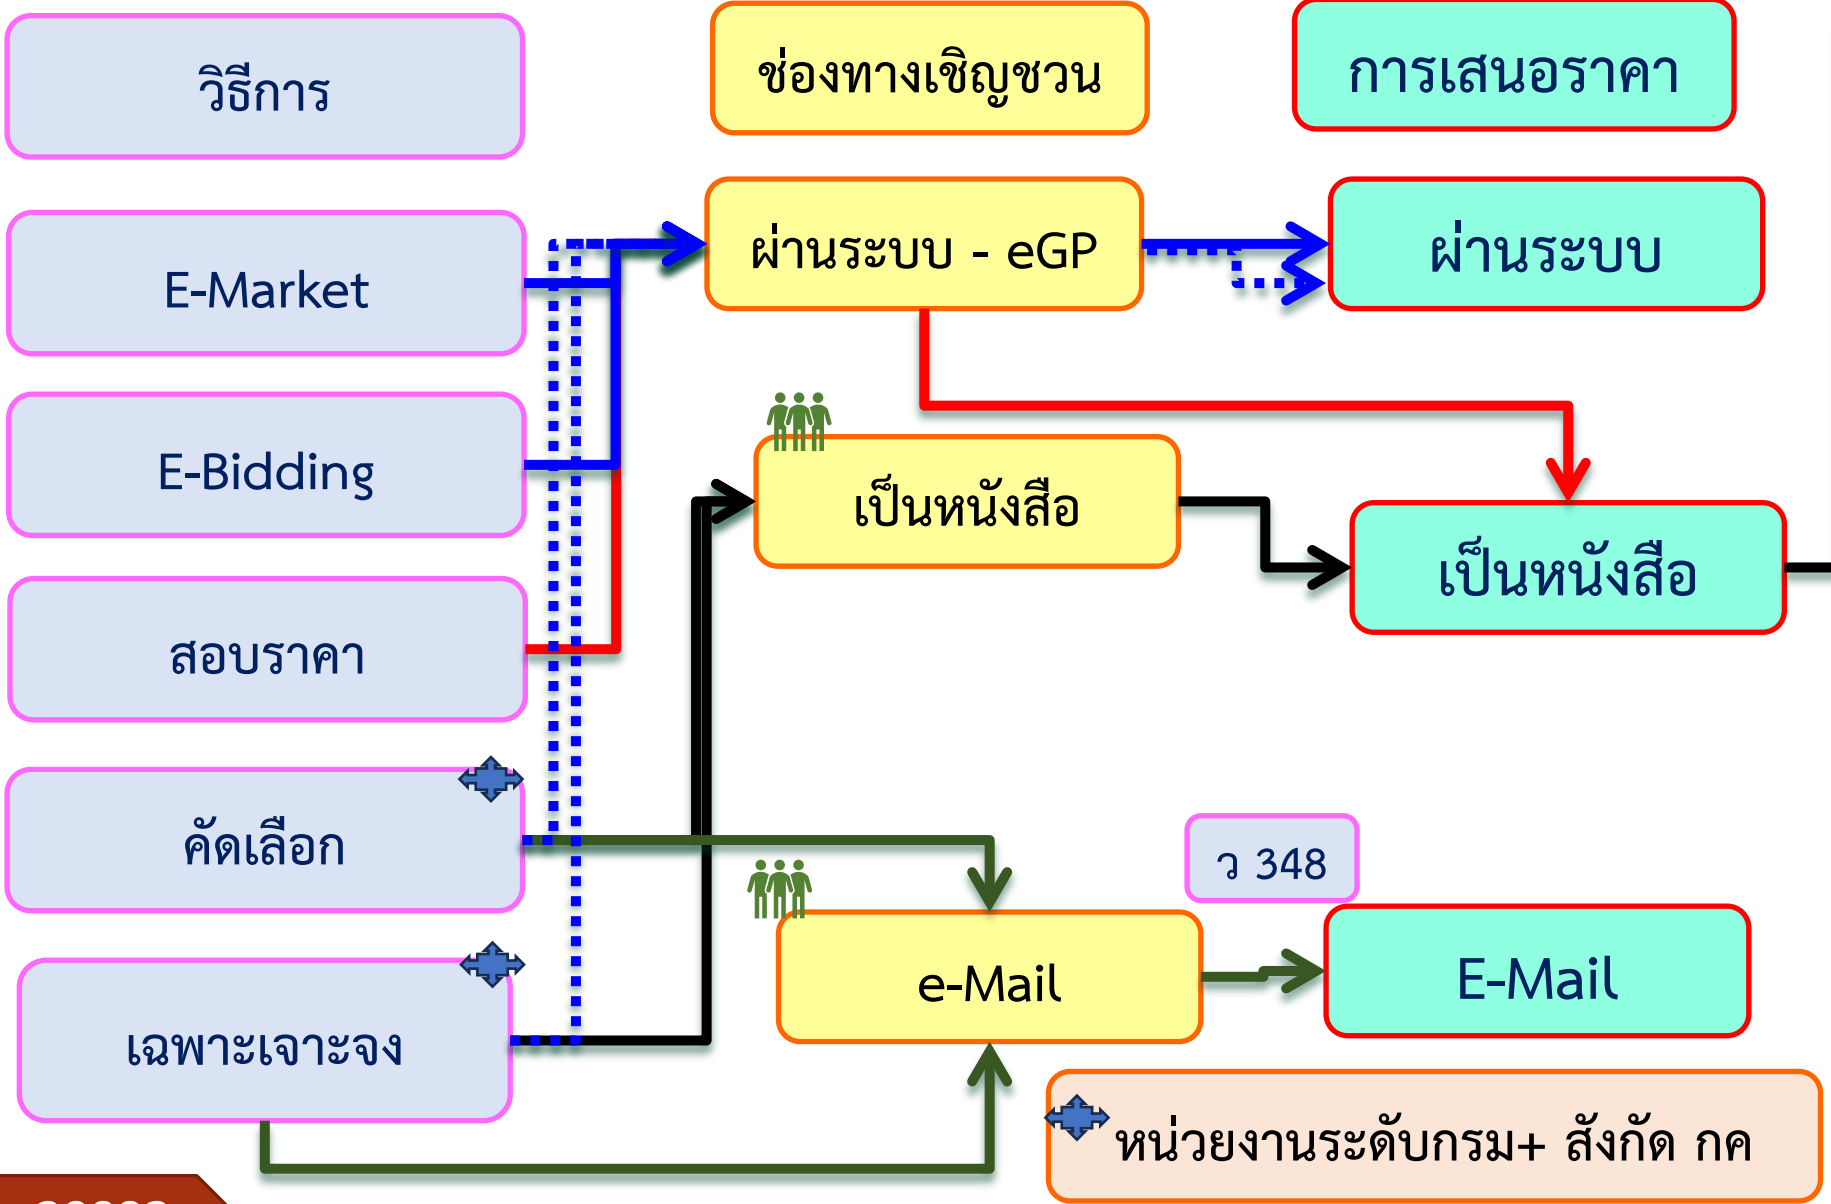 วิธีการ
ช่องทางเชิญชวน
การเสนอราคา
E-Market
ผ่านระบบ - eGP
ผ่านระบบ
E-Bidding
เป็นหนังสือ
เป็นหนังสือ
สอบราคา
คัดเลือก
ว 348
e-Mail
E-Mail
เฉพาะเจาะจง
หน่วยงานระดับกรม+ สังกัด กค